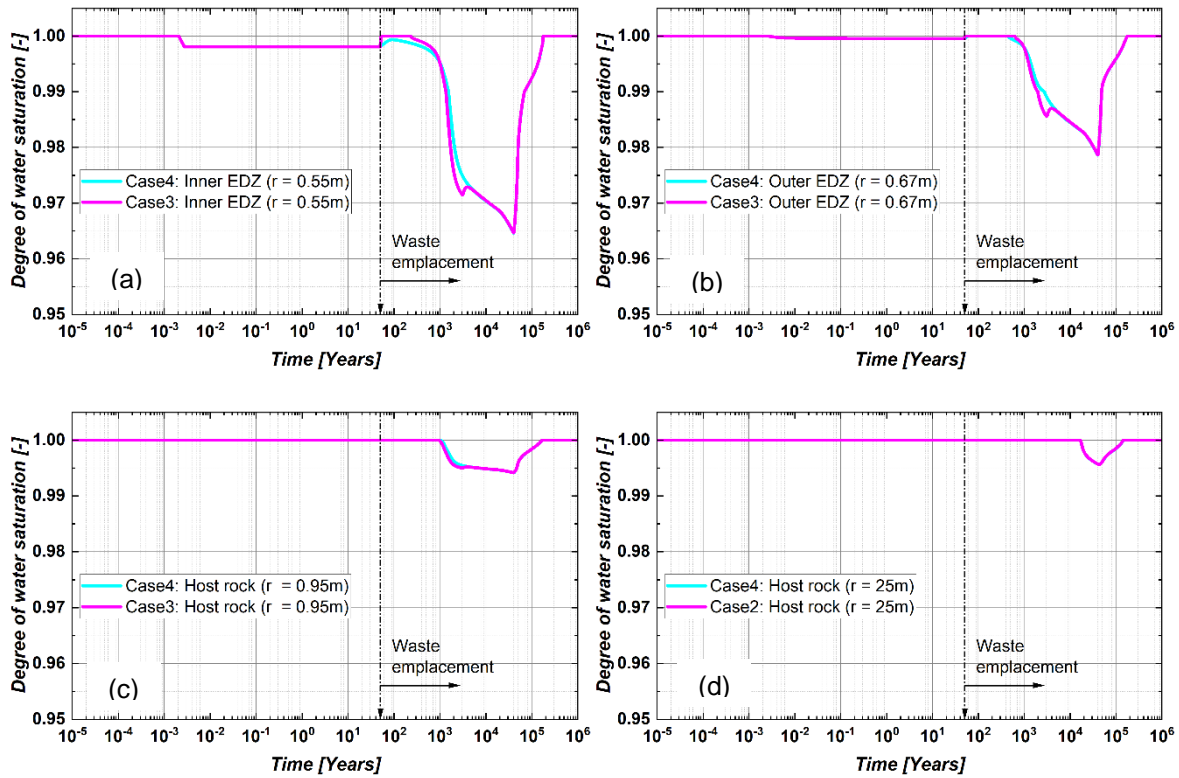 Degree of water saturation [-]
1.00
0.99
0.98
0.97
0.96
0.95
Case4: Inner EDZ (r = 0.55m)
Case3: Inner EDZ (r = 0.55m)
Waste
emplacement
(a)
10-5 10-4 10-3 10-2 10-1 100 101 102 103 104 105 106
Time [Years]
Degree of water saturation [-]
1.00
0.99
0.98
0.97
0.96
0.95
Case4: Outer EDZ (r = 0.67m)
Case3: Outer EDZ (r = 0.67m)
Waste
emplacement
(b)
10-5 10-4 10-3 10-2 10-1 100 101 102 103 104 105 106
Time [Years]
Degree of water saturation [-]
1.00
0.99
0.98
0.97
0.96
0.95
Case4: Host rock (r = 0.95m)
Case3: Host rock (r = 0.95m)
Waste
emplacement
(c)
10-5 10-4 10-3 10-2 10-1 100 101 102 103 104 105 106
Time [Years]
Degree of water saturation [-]
1.00
0.99
0.98
0.97
0.96
0.95
Case4: Host rock (r = 25m)
Case2: Host rock (r = 25m)
Waste
emplacement
(d)
10-5 10-4 10-3 10-2 10-1 100 101 102 103 104 105 106
Time [Years]